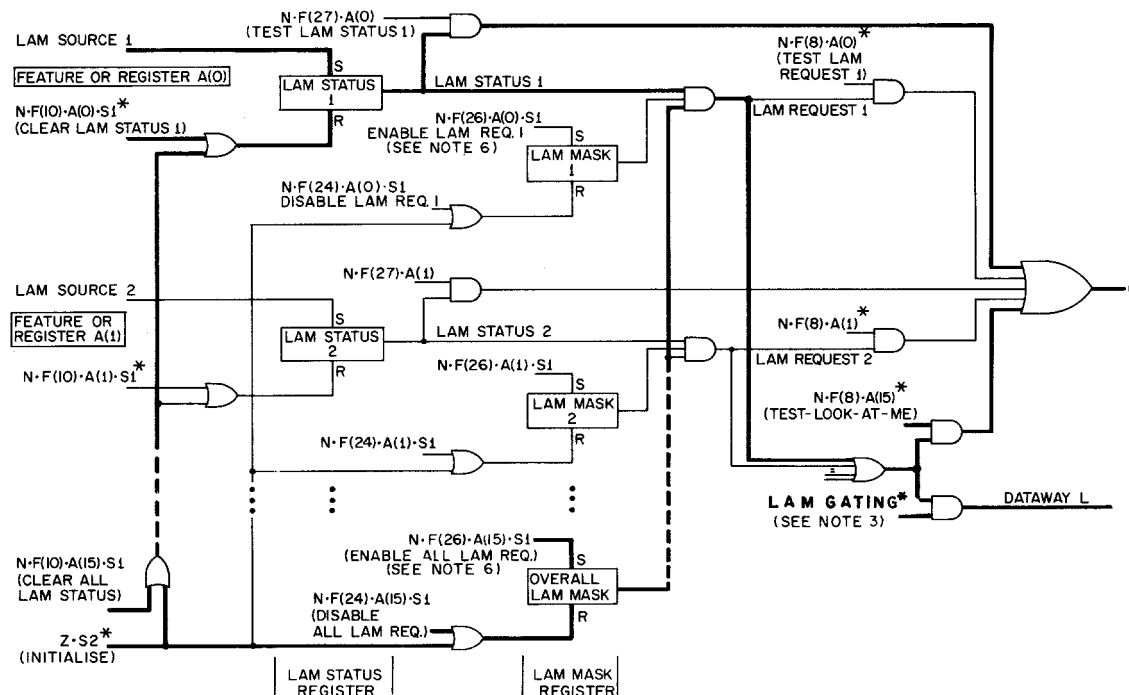 N·F(27)·A(0)
(TEST LAM STATUS 1)
LAM SOURCE 1
N·F(8)·A(0)*
(TEST LAM
REQUEST 1)
S
FEATURE OR REGISTER A(0)
LAM STATUS
1
LAM STATUS 1
LAM REQUEST 1
R
N·F(10)·A(0)·S1*
(CLEAR LAM STATUS 1)
N·F(26)·A(0)·S1
ENABLE LAM REQ. 1
(SEE NOTE 6)
S
LAM MASK
1
R
N·F(24)·A(0)·S1
DISABLE LAM REQ. 1
N·F(27)·A(1)
LAM SOURCE 2
S
FEATURE OR
REGISTER A(1)
LAM STATUS
2
LAM STATUS 2
N·F(8)·A(1)*
LAM REQUEST 2
R
N·F(10)·A(1)·S1*
N·F(26)·A(1)·S1
S
LAM MASK
2
R
N·F(8)·A(15)*
(TEST-LOOK-AT-ME)
N·F(24)·A(1)·S1
LAM GATING*
(SEE NOTE 3)
DATAWAY L
N·F(26)·A(15)·S1
(ENABLE ALL LAM REQ.)
(SEE NOTE 6)
S
N·F(10)·A(15)·S1
(CLEAR ALL
LAM STATUS)
OVERALL
LAM MASK
R
N·F(24)·A(15)·S1
(DISABLE
ALL LAM REQ.)
Z·S2*
(INITIALISE)
LAM STATUS
REGISTER
LAM MASK
REGISTER